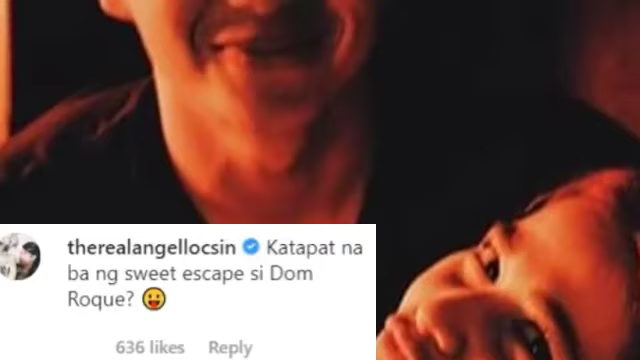 therealangellocsin Katapat na
ba ng sweet escape si Dom
Roque? 😛
636 likes Reply